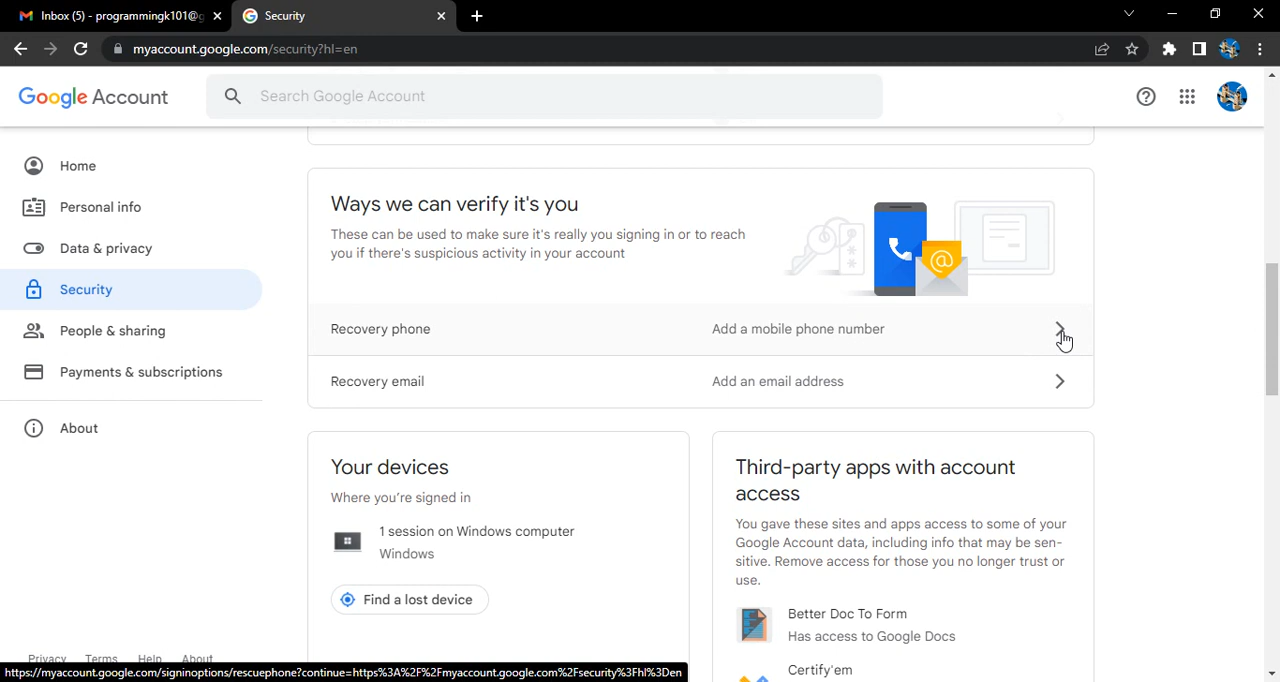 Inbox (5) - programmingk101@g
Security
myaccount.google.com/security?hl=en
Google Account
Search Google Account
Home
Personal info
Data & privacy
Security
People & sharing
Payments & subscriptions
About
Ways we can verify it's you
These can be used to make sure it's really you signing in or to reach
you if there's suspicious activity in your account
Recovery phone
Add a mobile phone number
Recovery email
Add an email address
Your devices
Where you're signed in
1 session on Windows computer
Windows
Find a lost device
Third-party apps with account
access
You gave these sites and apps access to some of your
Google Account data, including info that may be sen-
sitive. Remove access for those you no longer trust or
use.
Better Doc To Form
Has access to Google Docs
Certify'em
Privacy Terms Help About
https://myaccount.google.com/signinoptions/rescuephone?continue=https%3A%2F%2Fmyaccount.google.com%2Fsecurity%3Fhl%3Den